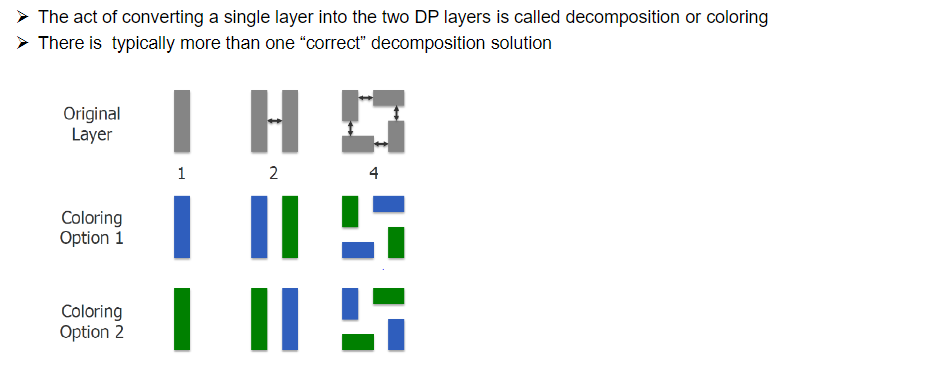 ➢ The act of converting a single layer into the two DP layers is called decomposition or coloring
➢ There is typically more than one “correct” decomposition solution
Original
Layer
1 2 4
Coloring
Option 1
Coloring
Option 2